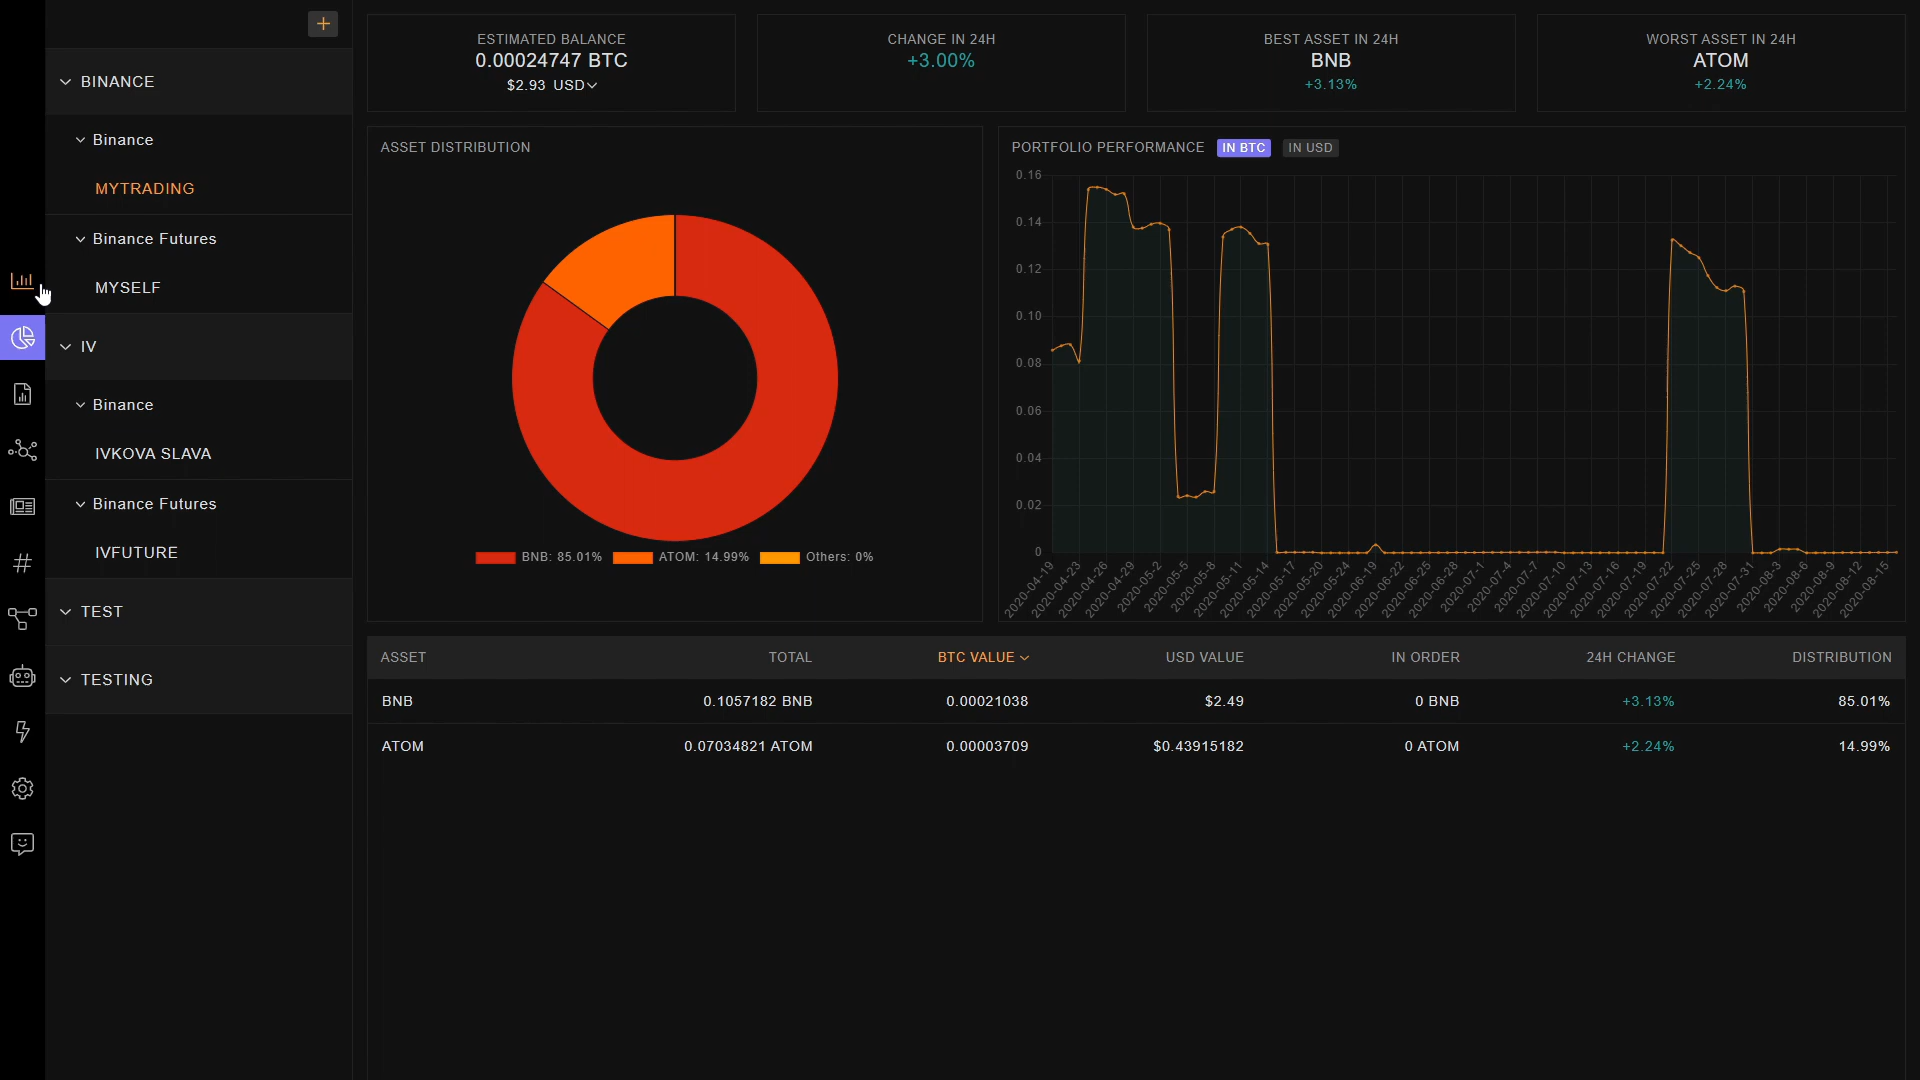 BINANCE
Binance
MYTRADING
Binance Futures
MYSELF
IV
Binance
IVKOVA SLAVA
Binance Futures
IVFUTURE
TEST
TESTING
ESTIMATED BALANCE
0.00024747 BTC
$2.93 USD
CHANGE IN 24H
+3.00%
BEST ASSET IN 24H
BNB
+3.13%
WORST ASSET IN 24H
ATOM
+2.24%
ASSET DISTRIBUTION
BNB: 85.01% ATOM: 14.99% Others: 0%
PORTFOLIO PERFORMANCE IN BTC IN USD
0.16
0.14
0.12
0.10
0.08
0.06
0.04
0.02
0
2020-04-19
2020-04-23
2020-04-26
2020-04-29
2020-05-2
2020-05-5
2020-05-8
2020-05-11
2020-05-14
2020-05-17
2020-05-20
2020-05-24
2020-06-19
2020-06-22
2020-06-25
2020-06-28
2020-07-1
2020-07-4
2020-07-7
2020-07-10
2020-07-13
2020-07-16
2020-07-19
2020-07-22
2020-07-25
2020-07-28
2020-07-31
2020-08-3
2020-08-6
2020-08-9
2020-08-12
2020-08-15
ASSET TOTAL BTC VALUE USD VALUE IN ORDER 24H CHANGE DISTRIBUTION
BNB 0.1057182 BNB 0.00021038 $2.49 0 BNB +3.13% 85.01%
ATOM 0.07034821 ATOM 0.00003709 $0.43915182 0 ATOM +2.24% 14.99%